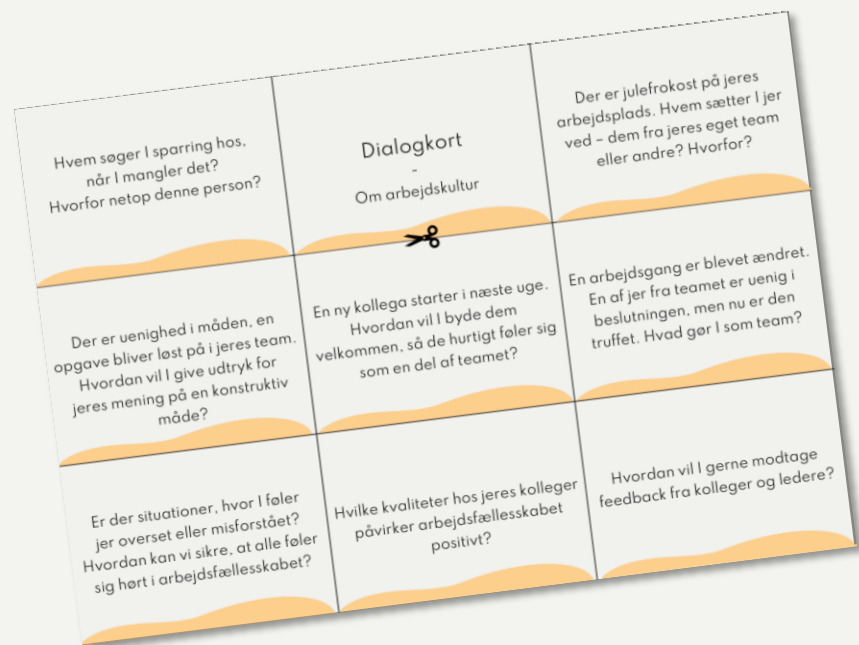 Hvem søger I sparring hos,
når I mangler det?
Hvorfor netop denne person?
Dialogkort
-
Om arbejdskultur
Der er julefrokost på jeres
arbejdsplads. Hvem sætter I jer
ved – dem fra jeres eget team
eller andre? Hvorfor?
Der er uenighed i måden, en
opgave bliver løst på i jeres team.
Hvordan vil I give udtryk for
jeres mening på en konstruktiv
måde?
En ny kollega starter i næste uge.
Hvordan vil I byde dem
velkommen, så de hurtigt føler sig
som en del af teamet?
En arbejdsgang er blevet ændret.
En af jer fra teamet er uenig i
beslutningen, men nu er den
truffet. Hvad gør I som team?
Er der situationer, hvor I føler
jer overset eller misforstået?
Hvordan kan vi sikre, at alle føler
sig hørt i arbejdsfællesskabet?
Hvilke kvaliteter hos jeres kolleger
påvirker arbejdsfællesskabet
positivt?
Hvordan vil I gerne modtage
feedback fra kolleger og ledere?